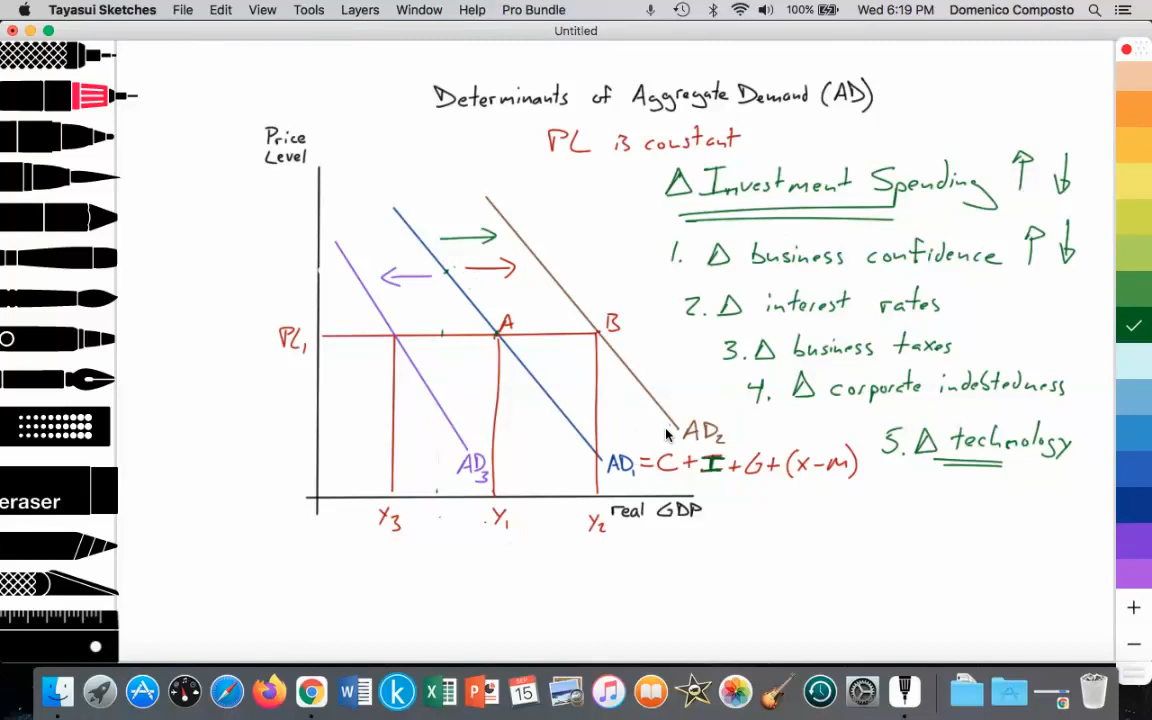 Tayasui Sketches File Edit View Tools Layers Window Help Pro Bundle 100% Wed 6:19 PM Domenico Composto
Untitled
Determinants of Aggregate Demand (AD)
PL is constant
Price
Level
Δ Investment Spending ↑ ↓
1. Δ business confidence ↑ ↓
2. Δ interest rates
3. Δ business taxes
4. Δ corporate indebtedness
5. Δ technology
A
B
PL1
AD2
AD3
AD1 = C + I + G + (X-M)
Y3
Y1
Y2
real GDP
eraser
W
k
X
P
SEP
15